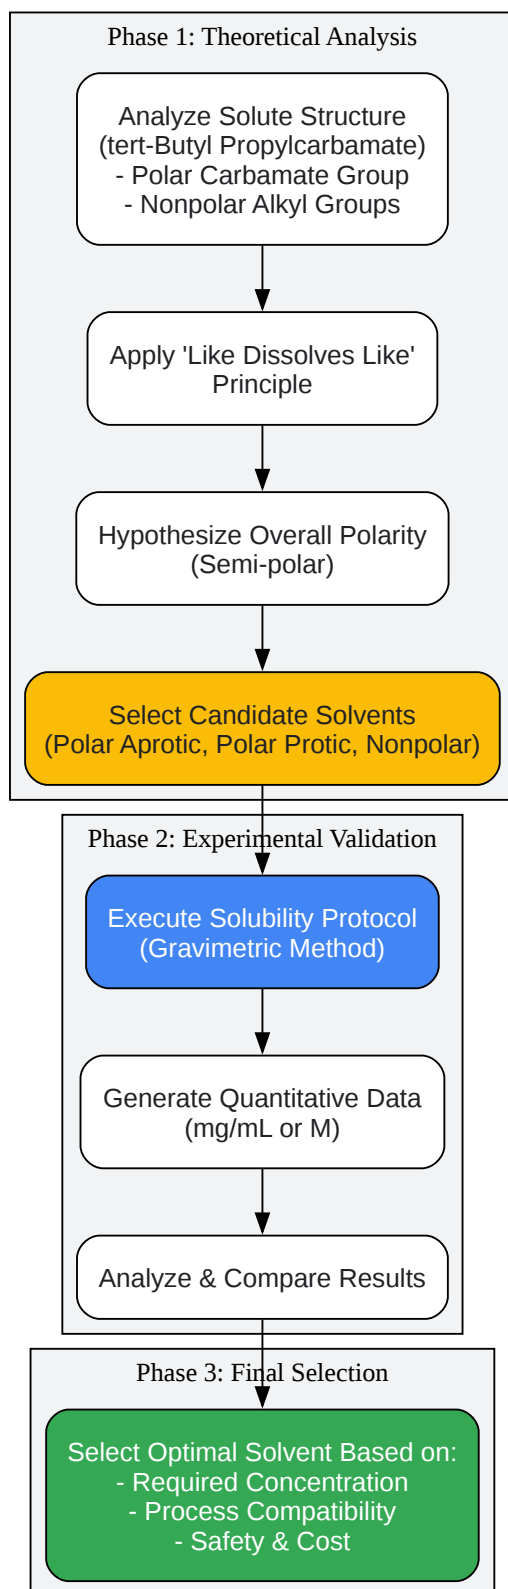 Phase 1: Theoretical Analysis
Analyze Solute Structure
(tert-Butyl Propylcarbamate)
- Polar Carbamate Group
- Nonpolar Alkyl Groups
Apply 'Like Dissolves Like'
Principle
Hypothesize Overall Polarity
(Semi-polar)
Select Candidate Solvents
(Polar Aprotic, Polar Protic, Nonpolar)
Phase 2: Experimental Validation
Execute Solubility Protocol
(Gravimetric Method)
Generate Quantitative Data
(mg/mL or M)
Analyze & Compare Results
Phase 3: Final Selection
Select Optimal Solvent Based on:
- Required Concentration
- Process Compatibility
- Safety & Cost